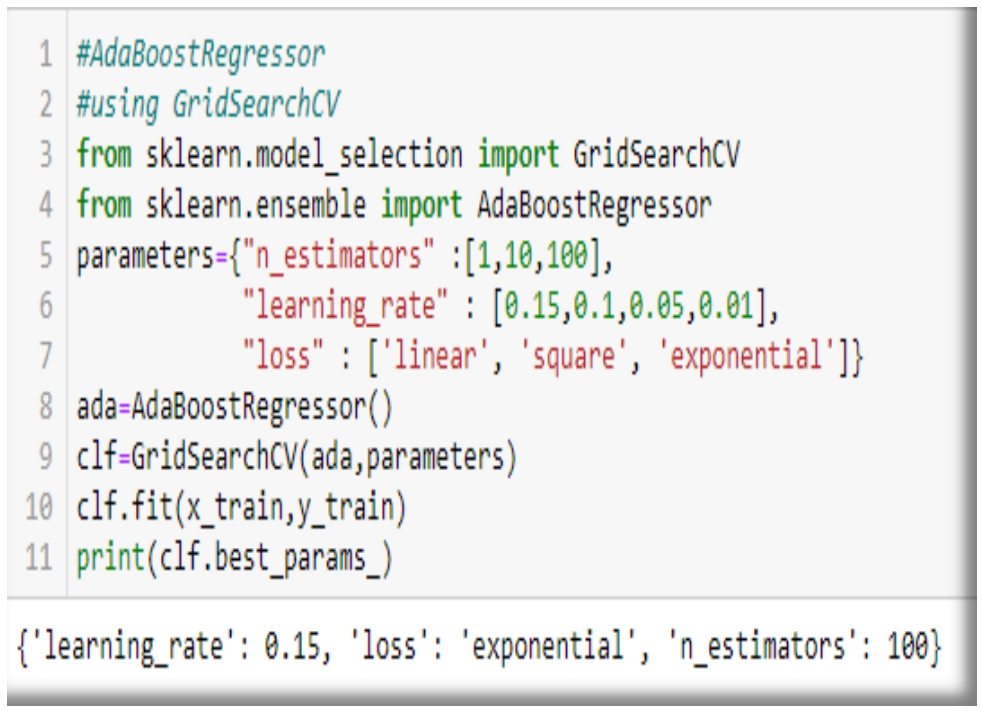 1 #AdaBoostRegressor
2 #using GridSearchCV
3 from sklearn.model_selection import GridSearchCV
4 from sklearn.ensemble import AdaBoostRegressor
5 parameters={"n_estimators" :[1,10,100],
6 "learning_rate" : [0.15,0.1,0.05,0.01],
7 "loss" : ['linear', 'square', 'exponential']}
8 ada=AdaBoostRegressor()
9 clf=GridSearchCV(ada,parameters)
10 clf.fit(x_train,y_train)
11 print(clf.best_params_)
{'learning_rate': 0.15, 'loss': 'exponential', 'n_estimators': 100}